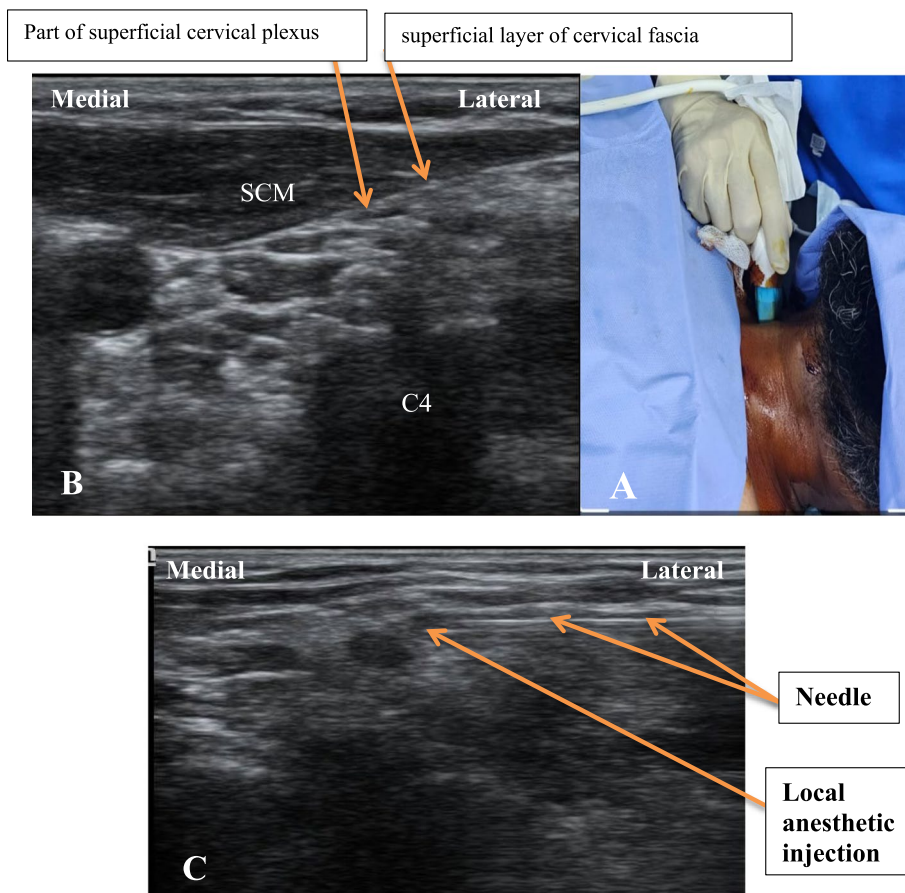 Part of superficial cervical plexus
superficial layer of cervical fascia
Medial
Lateral
SCM
C4
B
A
Medial
Lateral
Needle
Local
anesthetic
injection
C